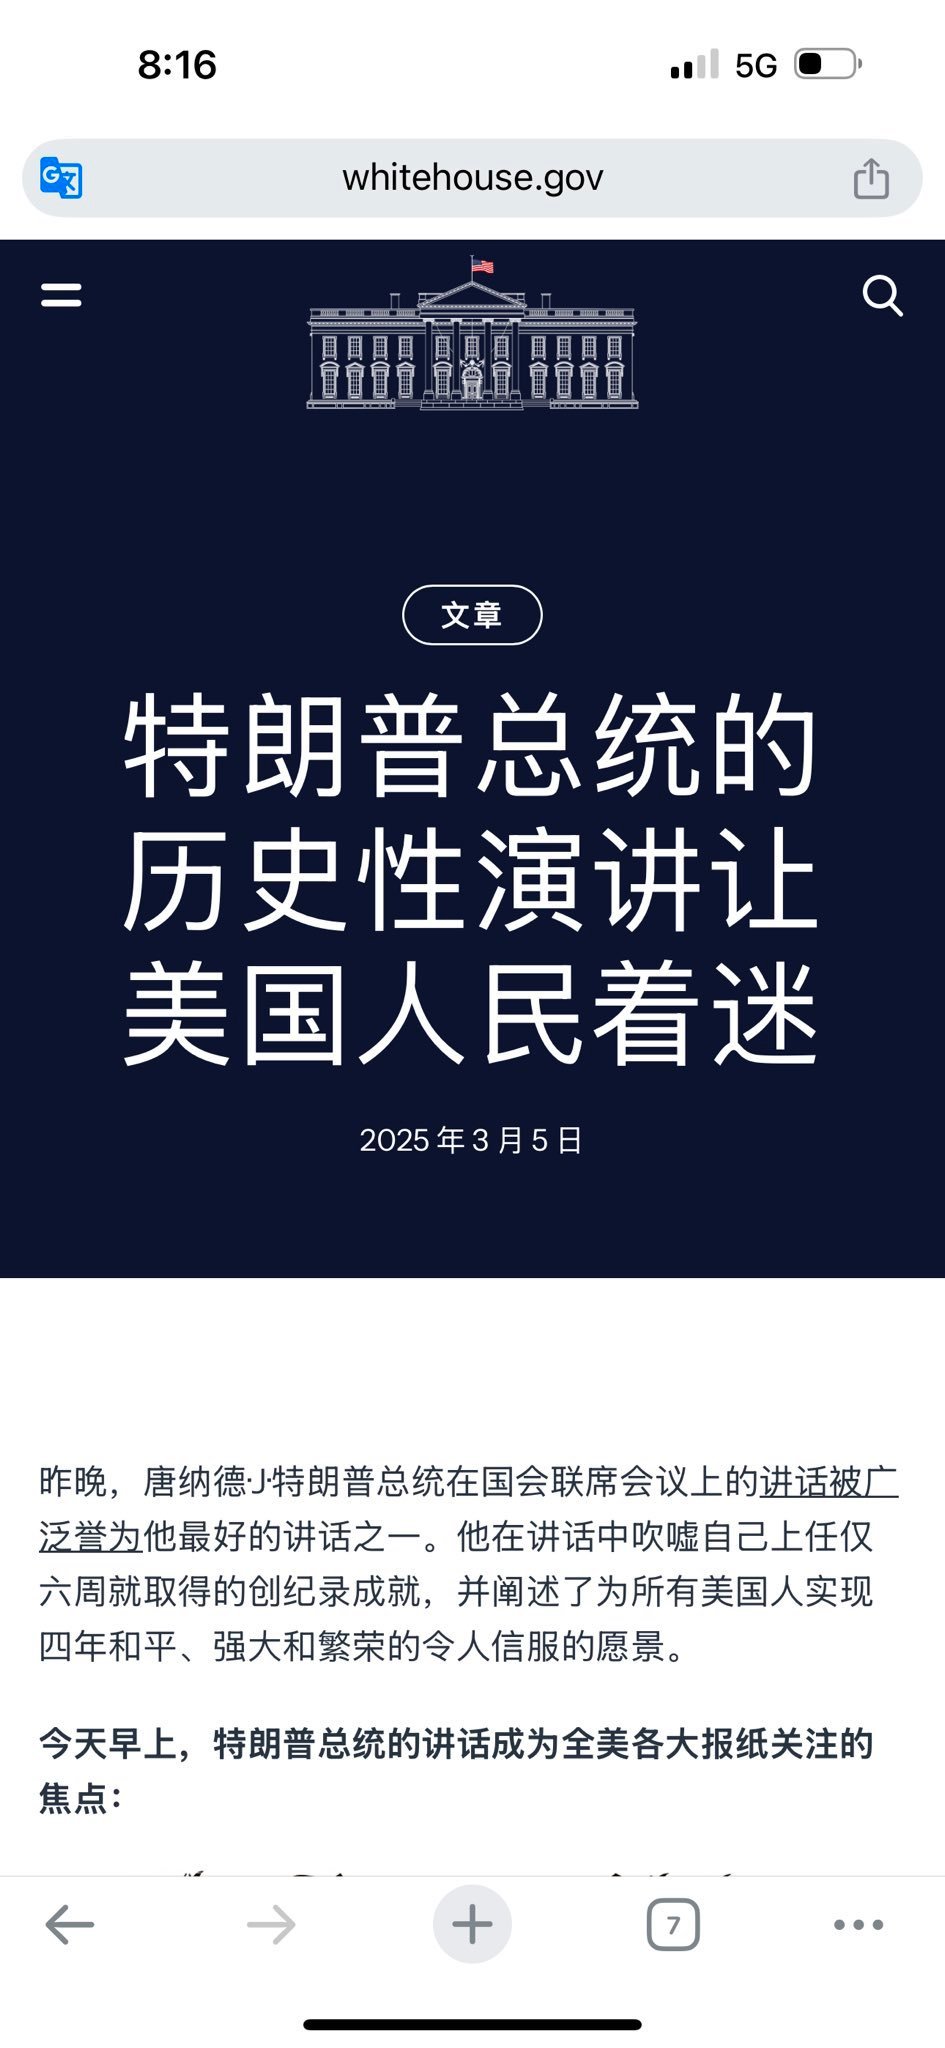 8:16
5G
whitehouse.gov
文章
特朗普总统的
历史性演讲让
美国人民着迷
2025 年 3 月 5 日
昨晚，唐纳德·J·特朗普总统在国会联席会议上的讲话被广
泛誉为他最好的讲话之一。他在讲话中吹嘘自己上任仅
六周就取得的创纪录成就，并阐述了为所有美国人实现
四年和平、强大和繁荣的令人信服的愿景。
今天早上，特朗普总统的讲话成为全美各大报纸关注的
焦点：
7